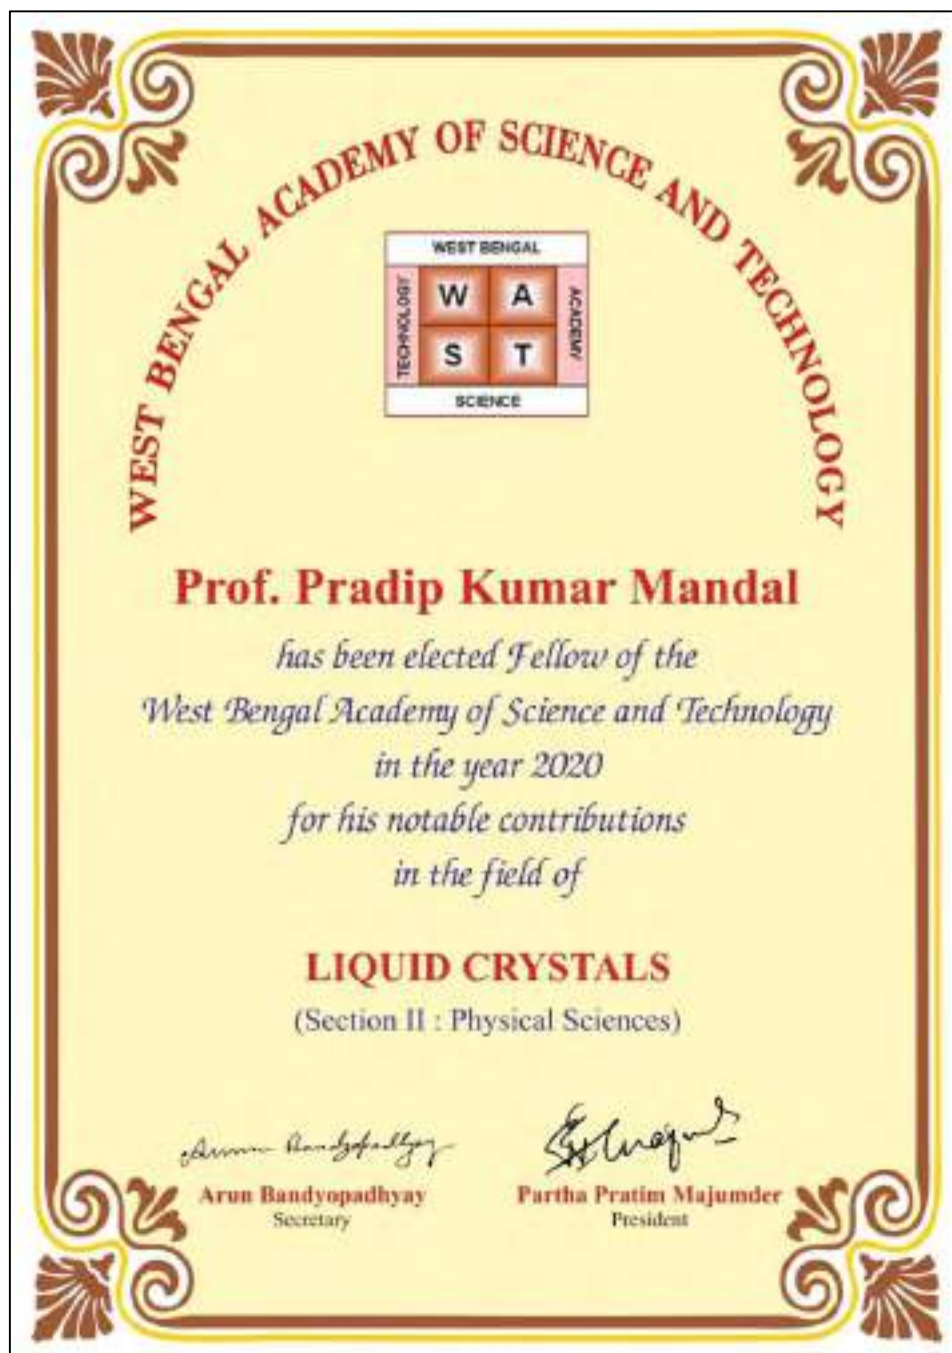 WEST BENGAL ACADEMY OF SCIENCE AND TECHNOLOGY
WEST BENGAL
TECHNOLOGY
W A
S T
ACADEMY
SCIENCE
Prof. Pradip Kumar Mandal
has been elected Fellow of the
West Bengal Academy of Science and Technology
in the year 2020
for his notable contributions
in the field of
LIQUID CRYSTALS
(Section II : Physical Sciences)
Arun Bandyopadhyay
Arun Bandyopadhyay
Secretary
Partha Pratim Majumder
President